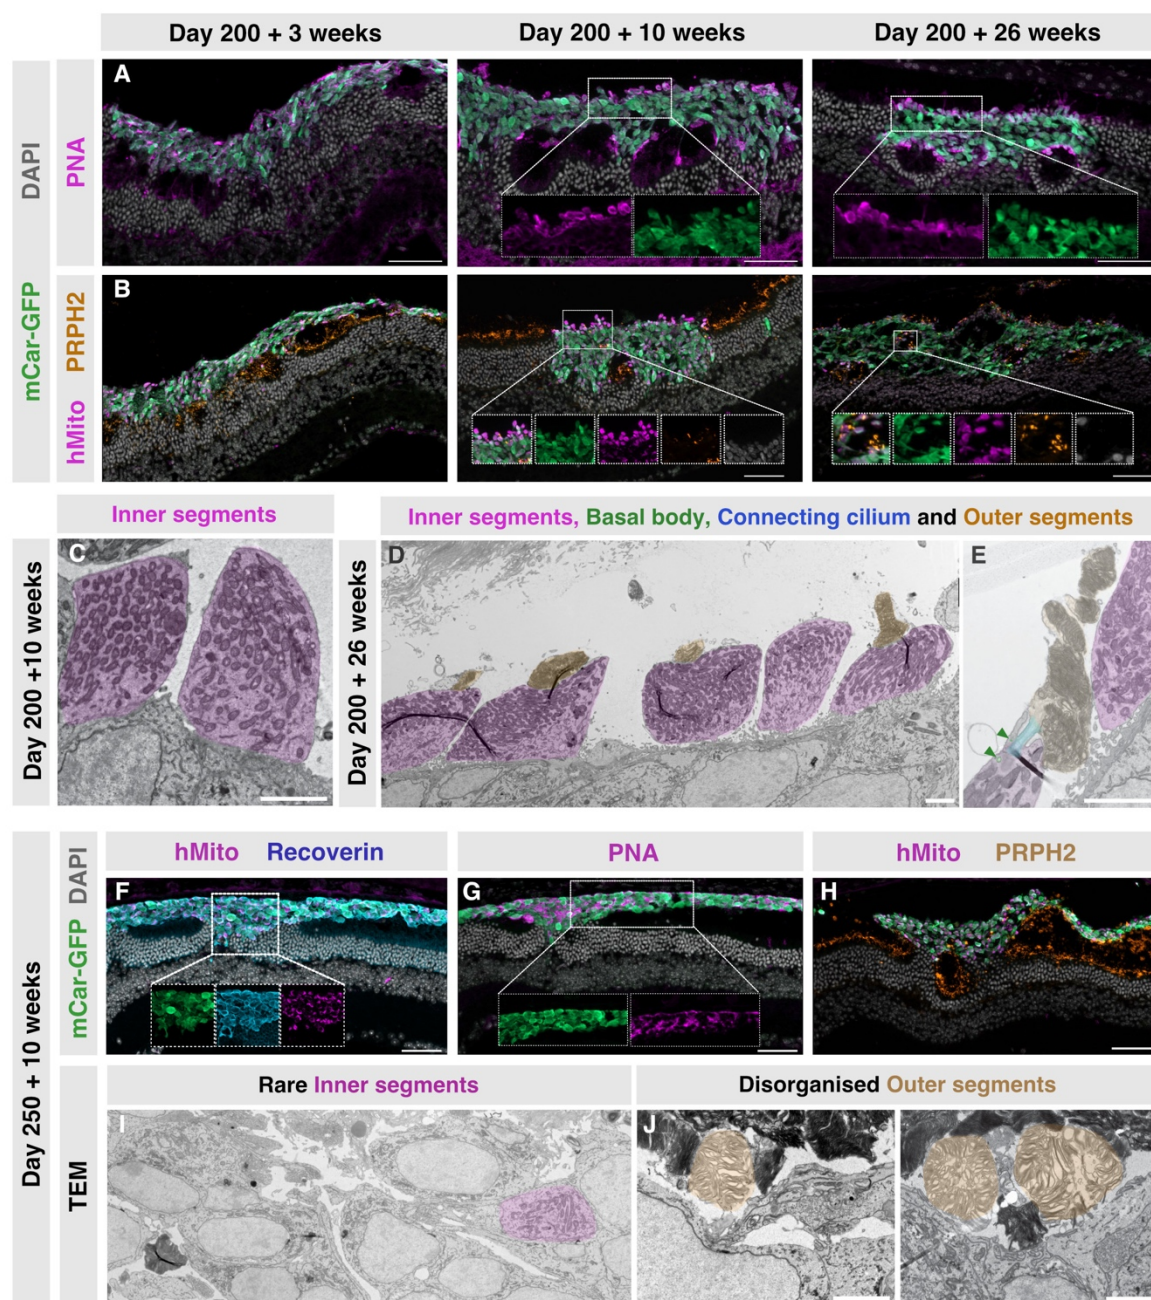 Day 200 + 3 weeks
Day 200 + 10 weeks
Day 200 + 26 weeks
mCar-GFP DAPI
PNA
A
hMito PRPH2
B
Inner segments
Inner segments, Basal body, Connecting cilium and Outer segments
Day 200 +10 weeks
C
Day 200 + 26 weeks
D
E
hMito Recoverin
PNA
hMito PRPH2
Day 250 + 10 weeks
mCar-GFP DAPI
F
G
H
Rare Inner segments
Disorganised Outer segments
TEM
I
J